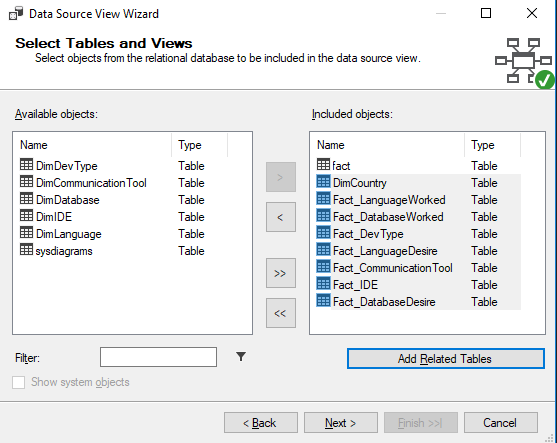 Data Source View Wizard
Select Tables and Views
Select objects from the relational database to be included in the data source view.
Available objects:
Name Type
DimDevType Table
DimCommunicationTool Table
DimDatabase Table
DimIDE Table
DimLanguage Table
sysdiagrams Table
>
<
>>
<<
Included objects:
Name Type
fact Table
DimCountry Table
Fact_LanguageWorked Table
Fact_DatabaseWorked Table
Fact_DevType Table
Fact_LanguageDesire Table
Fact_CommunicationTool Table
Fact_IDE Table
Fact_DatabaseDesire Table
Filter:
Add Related Tables
Show system objects
< Back
Next >
Finish >>|
Cancel